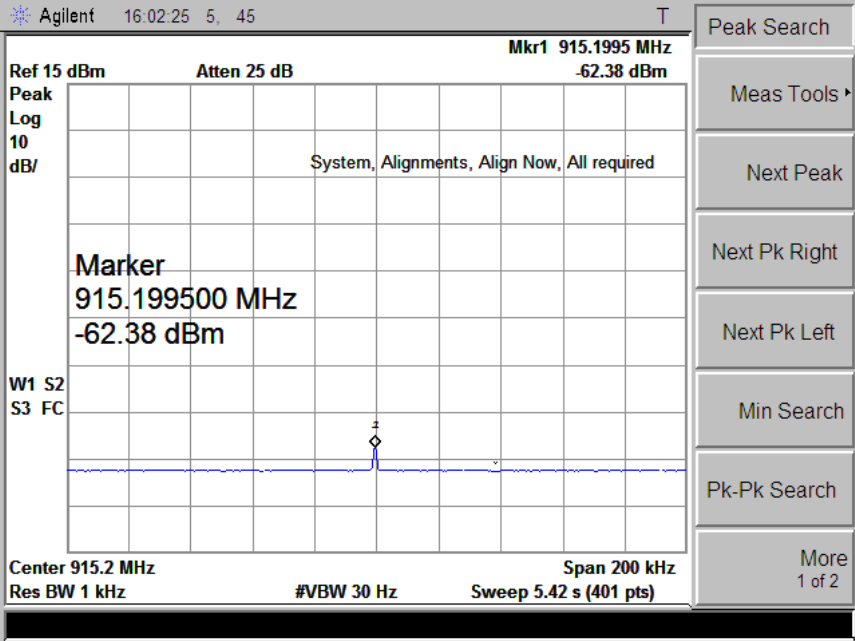 Agilent 16:02:25 5, 45 T
Mkr1 915.1995 MHz
Ref 15 dBm Atten 25 dB -62.38 dBm
Peak
Log
10
dB/
System, Alignments, Align Now, All required
Marker
915.199500 MHz
-62.38 dBm
W1 S2
S3 FC
1
Center 915.2 MHz Span 200 kHz
Res BW 1 kHz #VBW 30 Hz Sweep 5.42 s (401 pts)
Peak Search
Meas Tools
Next Peak
Next Pk Right
Next Pk Left
Min Search
Pk-Pk Search
More
1 of 2